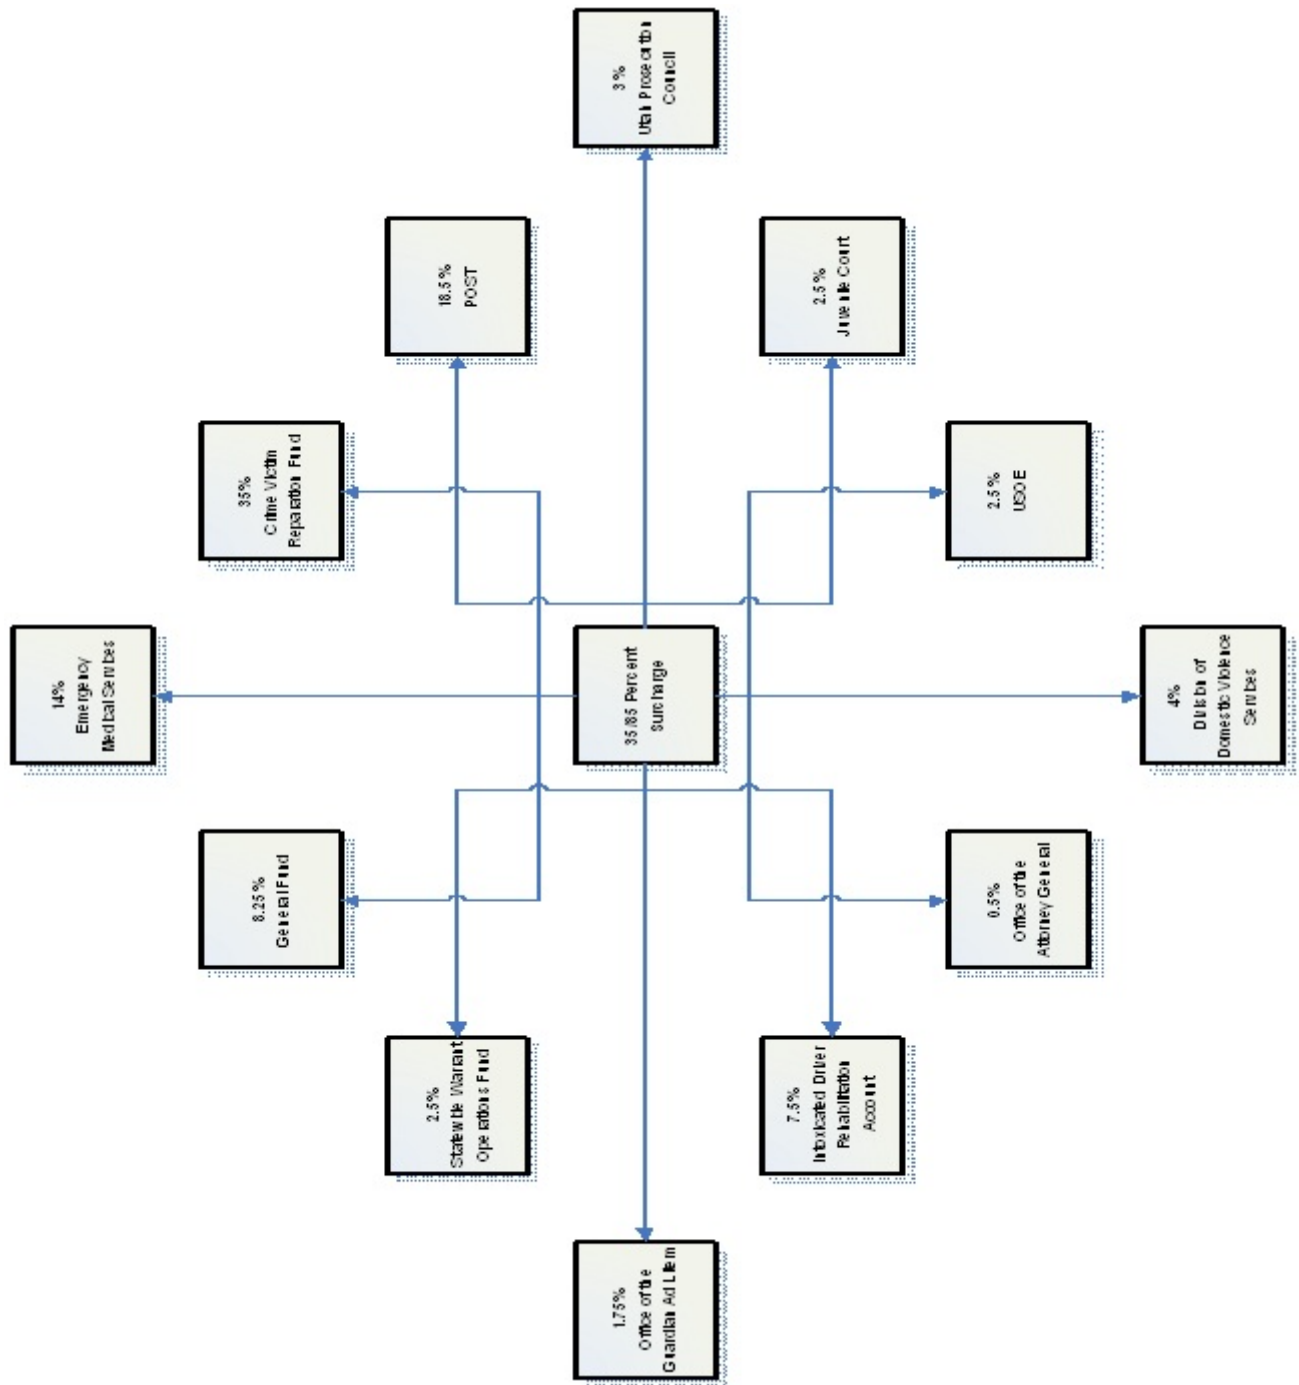 14%
Emergency
Medical Services
8.25%
General Fund
35%
Crime Victim
Reparation Fund
2.5%
Statewide Warrant
Operations Fund
18.5%
POST
1.75%
Office of the
Guardian Ad Litem
35/85 Percent
Surcharge
3%
Utah Prosecution
Council
7.5%
Intoxicated Driver
Rehabilitation
Account
2.5%
Juvenile Court
0.5%
Office of the
Attorney General
2.5%
USOE
4%
Division of
Domestic Violence
Services